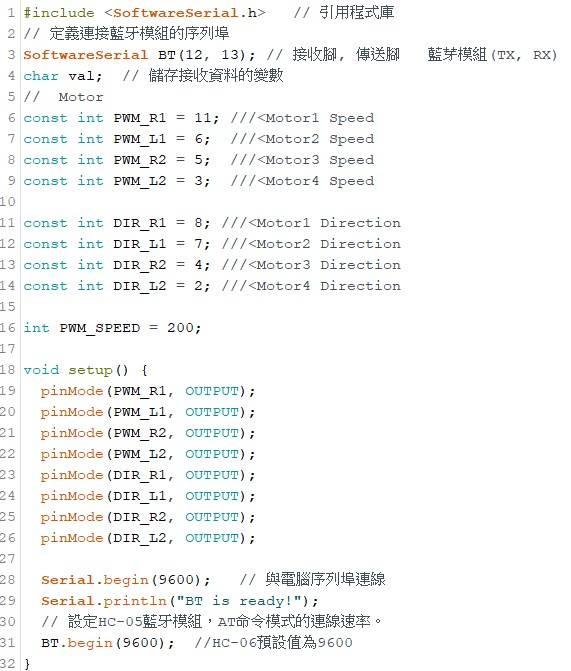 1 #include <SoftwareSerial.h>   // 引用程式庫
2 // 定義連接藍牙模組的序列埠
3 SoftwareSerial BT(12, 13); // 接收腳, 傳送腳   藍芽模組(TX, RX)
4 char val;  // 儲存接收資料的變數
5 //  Motor
6 const int PWM_R1 = 11; ///<Motor1 Speed
7 const int PWM_L1 = 6;  ///<Motor2 Speed
8 const int PWM_R2 = 5;  ///<Motor3 Speed
9 const int PWM_L2 = 3;  ///<Motor4 Speed
10
11 const int DIR_R1 = 8; ///<Motor1 Direction
12 const int DIR_L1 = 7; ///<Motor2 Direction
13 const int DIR_R2 = 4; ///<Motor3 Direction
14 const int DIR_L2 = 2; ///<Motor4 Direction
15
16 int PWM_SPEED = 200;
17
18 void setup() {
19   pinMode(PWM_R1, OUTPUT);
20   pinMode(PWM_L1, OUTPUT);
21   pinMode(PWM_R2, OUTPUT);
22   pinMode(PWM_L2, OUTPUT);
23   pinMode(DIR_R1, OUTPUT);
24   pinMode(DIR_L1, OUTPUT);
25   pinMode(DIR_R2, OUTPUT);
26   pinMode(DIR_L2, OUTPUT);
27
28   Serial.begin(9600);   // 與電腦序列埠連線
29   Serial.println("BT is ready!");
30   // 設定HC-05藍牙模組，AT命令模式的連線速率。
31   BT.begin(9600);  //HC-06預設值為9600
32 }